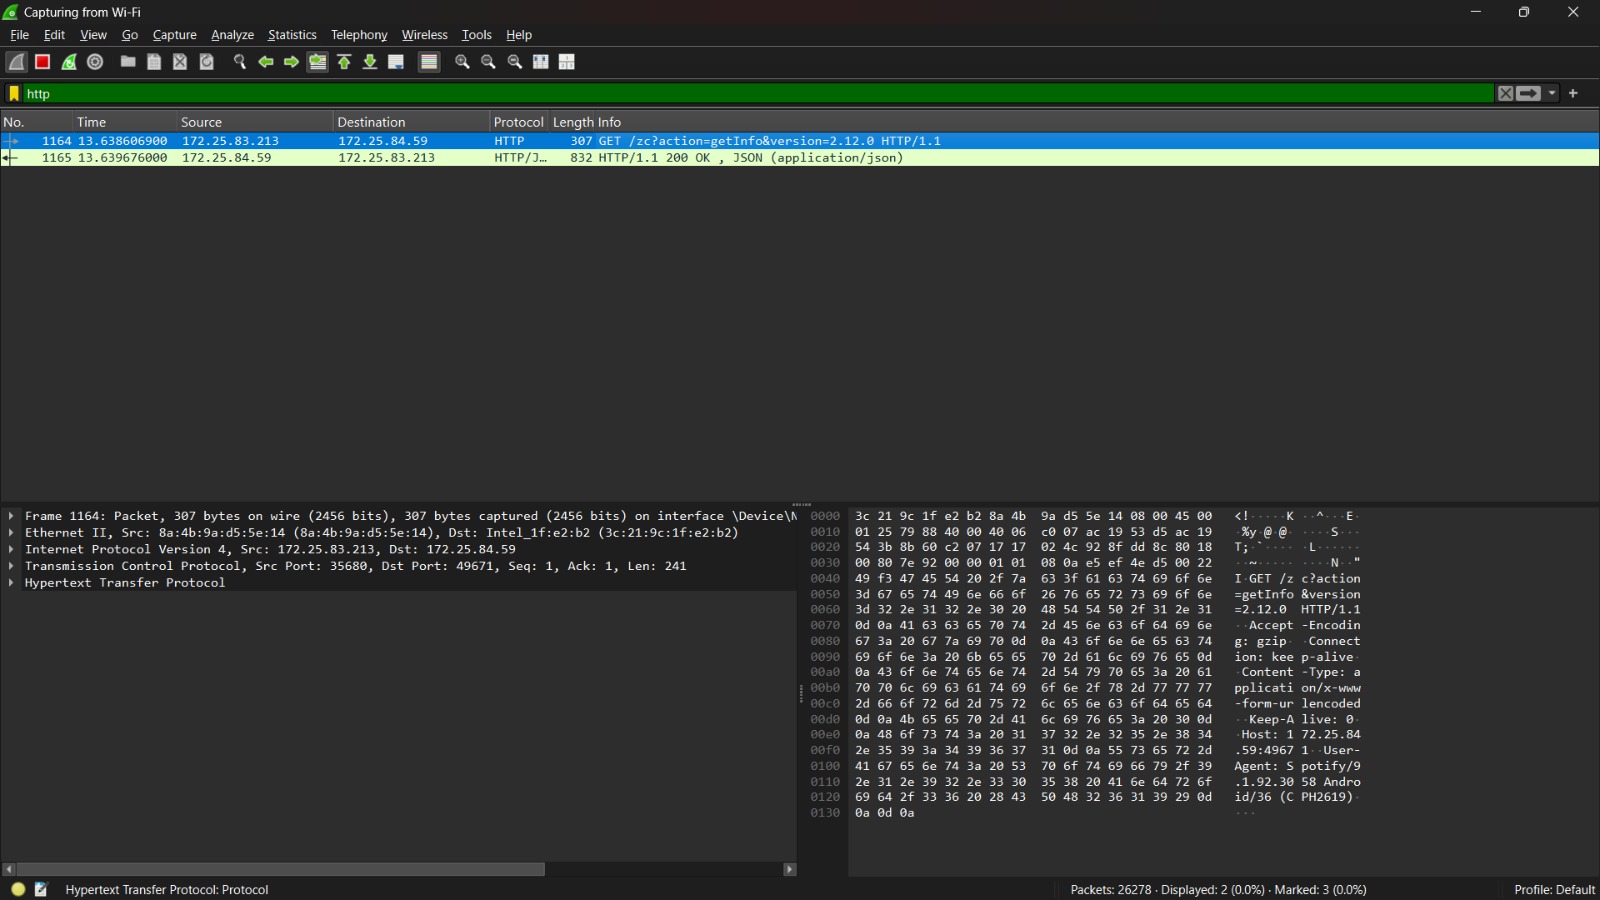 Capturing from Wi-Fi
File Edit View Go Capture Analyze Statistics Telephony Wireless Tools Help
http
No. Time Source Destination Protocol Length Info
1164 13.638606900 172.25.83.213 172.25.84.59 HTTP 307 GET /zc?action=getInfo&version=2.12.0 HTTP/1.1
1165 13.639676000 172.25.84.59 172.25.83.213 HTTP/J... 832 HTTP/1.1 200 OK , JSON (application/json)
Frame 1164: Packet, 307 bytes on wire (2456 bits), 307 bytes captured (2456 bits) on interface \Device\N
Ethernet II, Src: 8a:4b:9a:d5:5e:14 (8a:4b:9a:d5:5e:14), Dst: Intel_1f:e2:b2 (3c:21:9c:1f:e2:b2)
Internet Protocol Version 4, Src: 172.25.83.213, Dst: 172.25.84.59
Transmission Control Protocol, Src Port: 35680, Dst Port: 49671, Seq: 1, Ack: 1, Len: 241
Hypertext Transfer Protocol
0000 3c 21 9c 1f e2 b2 8a 4b 9a d5 5e 14 08 00 45 00 <!·····K ··^···E·
0010 01 25 79 88 40 00 40 06 c0 07 ac 19 53 d5 ac 19 ·%y·@·@· ····S···
0020 54 3b 8b 60 c2 07 17 17 02 4c 92 8f dd 8c 80 18 T;·`···· ·L······
0030 00 80 7e 92 00 00 01 01 08 0a e5 ef 4e d5 00 22 ··~····· ····N··"
0040 49 f3 47 45 54 20 2f 7a 63 3f 61 63 74 69 6f 6e I·GET /z c?action
0050 3d 67 65 74 49 6e 66 6f 26 76 65 72 73 69 6f 6e =getInfo &version
0060 3d 32 2e 31 32 2e 30 20 48 54 54 50 2f 31 2e 31 =2.12.0 HTTP/1.1
0070 0d 0a 41 63 63 65 70 74 2d 45 6e 63 6f 64 69 6e ··Accept -Encodin
0080 67 3a 20 67 7a 69 70 0d 0a 43 6f 6e 6e 65 63 74 g: gzip· ·Connect
0090 69 6f 6e 3a 20 6b 65 65 70 2d 61 6c 69 76 65 0d ion: kee p-alive·
00a0 0a 43 6f 6e 74 65 6e 74 2d 54 79 70 65 3a 20 61 ·Content -Type: a
00b0 70 70 6c 69 63 61 74 69 6f 6e 2f 78 2d 77 77 77 pplicati on/x-www
00c0 2d 66 6f 72 6d 2d 75 72 6c 65 6e 63 6f 64 65 64 -form-ur lencoded
00d0 0d 0a 4b 65 65 70 2d 41 6c 69 76 65 3a 20 30 0d ··Keep-A live: 0·
00e0 0a 48 6f 73 74 3a 20 31 37 32 2e 32 35 2e 38 34 ·Host: 1 72.25.84
00f0 2e 35 39 3a 34 39 36 37 31 0d 0a 55 73 65 72 2d .59:4967 1··User-
0100 41 67 65 6e 74 3a 20 53 70 6f 74 69 66 79 2f 39 Agent: S potify/9
0110 2e 31 2e 39 32 2e 33 30 35 38 20 41 6e 64 72 6f .1.92.30 58 Andro
0120 69 64 2f 33 36 20 28 43 50 48 32 36 31 39 29 0d id/36 (C PH2619)·
0130 0a 0d 0a ···
Hypertext Transfer Protocol: Protocol
Packets: 26278 · Displayed: 2 (0.0%) · Marked: 3 (0.0%)
Profile: Default